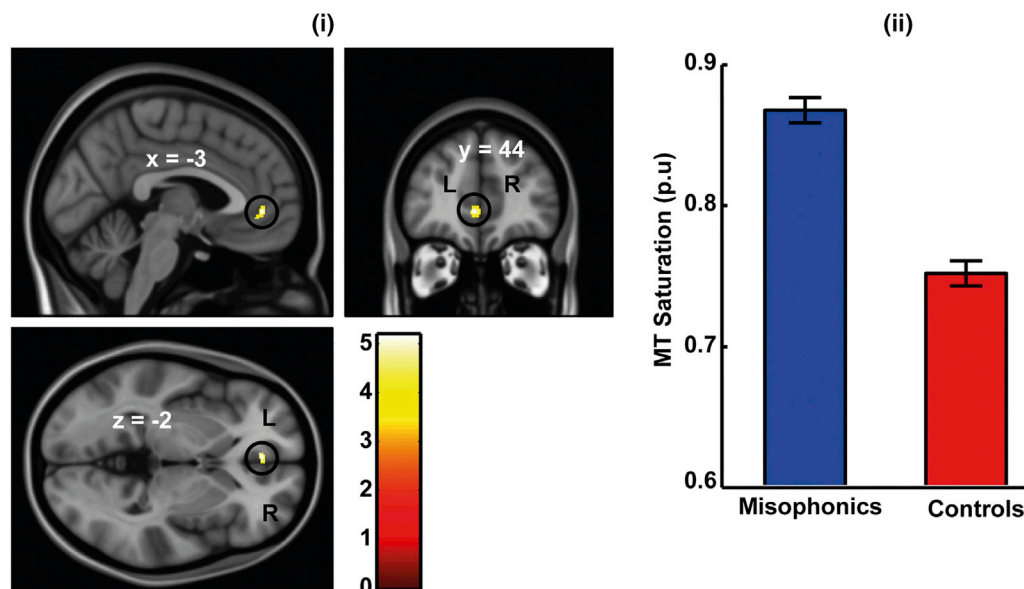 (i)
x = -3
y = 44
L
R
z = -2
L
R
5
4
3
2
1
0
(ii)
MT Saturation (p.u)
0.9
0.8
0.7
0.6
Misophonics
Controls